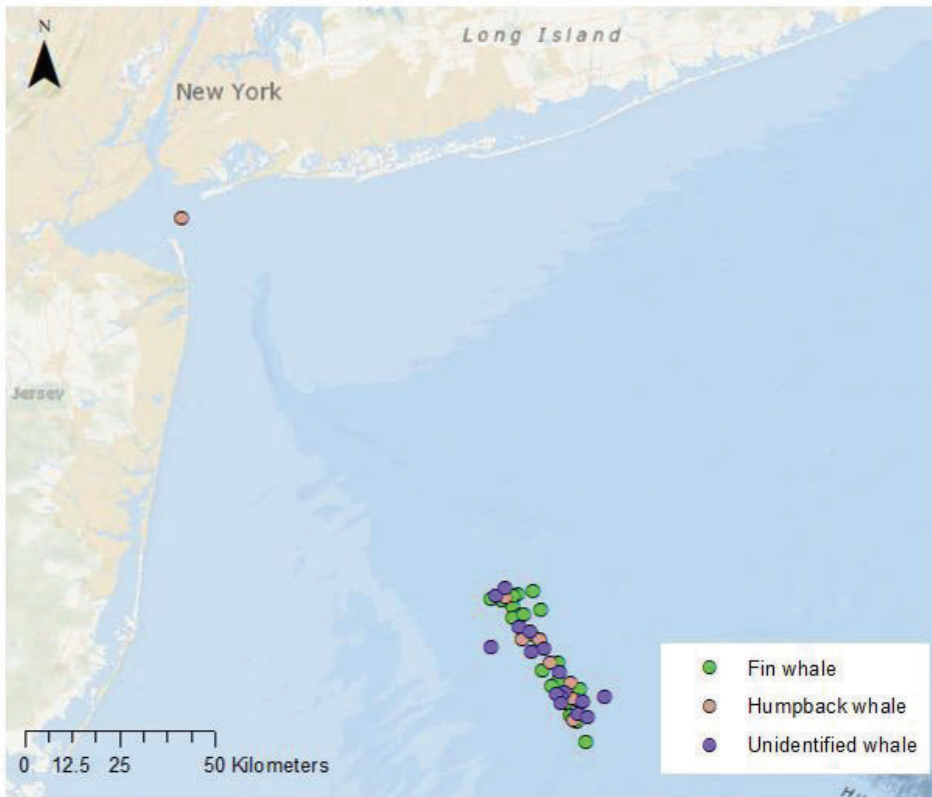 N
Long Island
New York
Jersey
Fin whale
Humpback whale
Unidentified whale
0 12.5 25 50 Kilometers